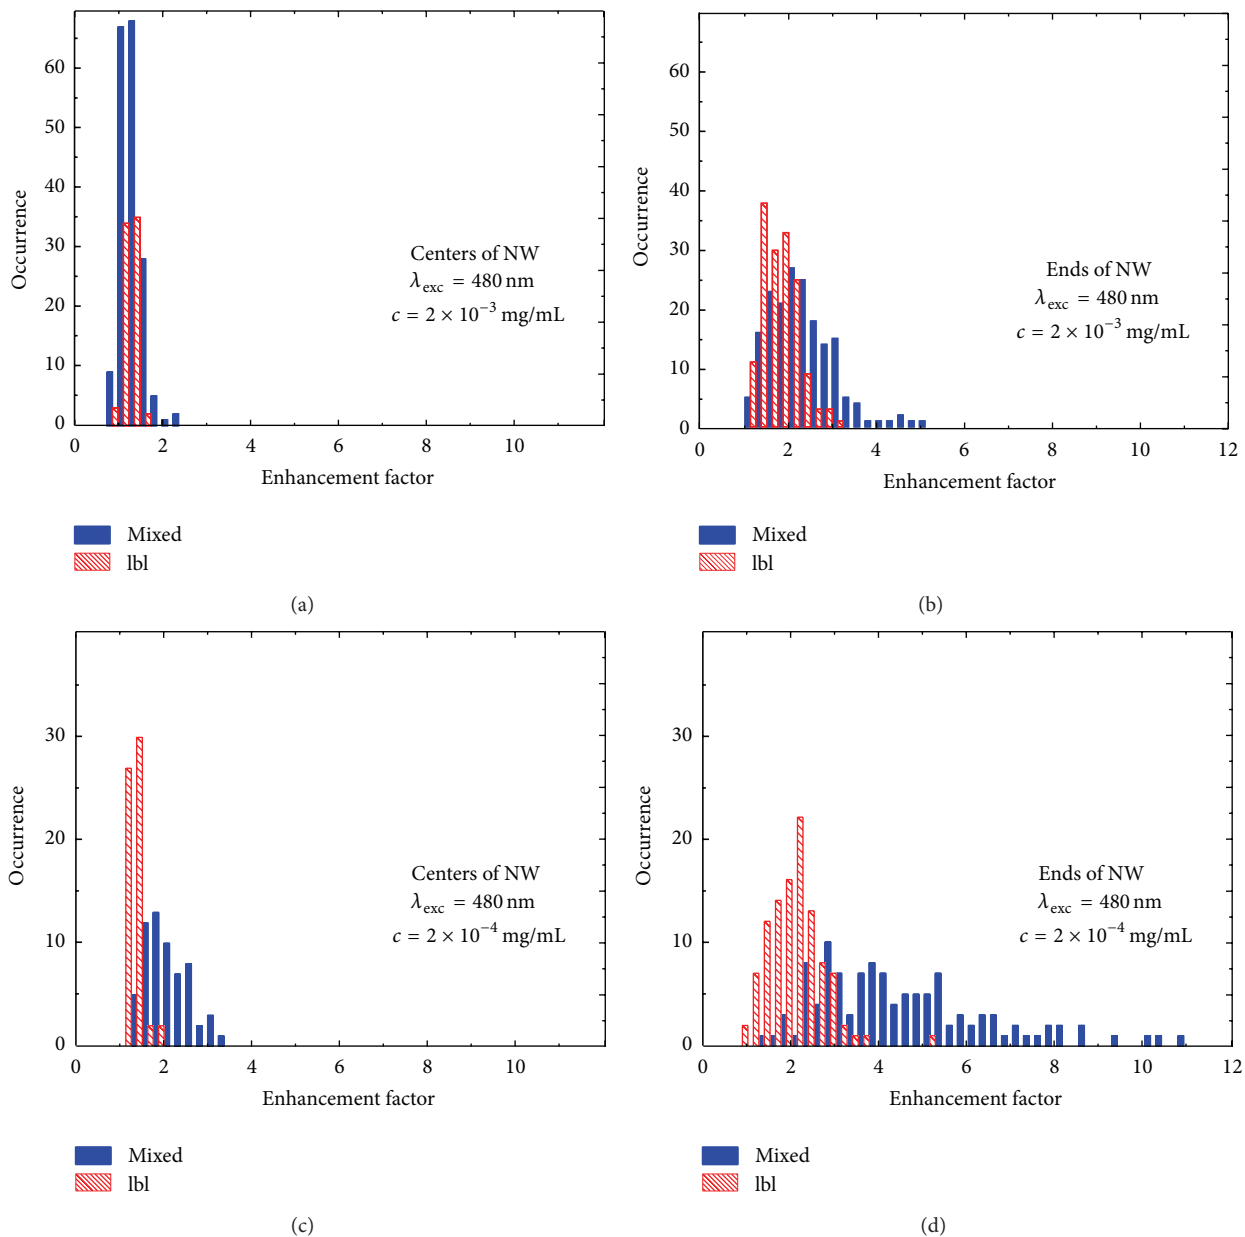 60
50
40
30
20
10
0
Occurrence
Centers of NW
λexc = 480 nm
c = 2 × 10−3 mg/mL
0 2 4 6 8 10
Enhancement factor
Mixed
lbl
(a)
60
50
40
30
20
10
0
Occurrence
Ends of NW
λexc = 480 nm
c = 2 × 10−3 mg/mL
0 2 4 6 8 10 12
Enhancement factor
Mixed
lbl
(b)
30
20
10
0
Occurrence
Centers of NW
λexc = 480 nm
c = 2 × 10−4 mg/mL
0 2 4 6 8 10
Enhancement factor
Mixed
lbl
(c)
30
20
10
0
Occurrence
Ends of NW
λexc = 480 nm
c = 2 × 10−4 mg/mL
0 2 4 6 8 10 12
Enhancement factor
Mixed
lbl
(d)